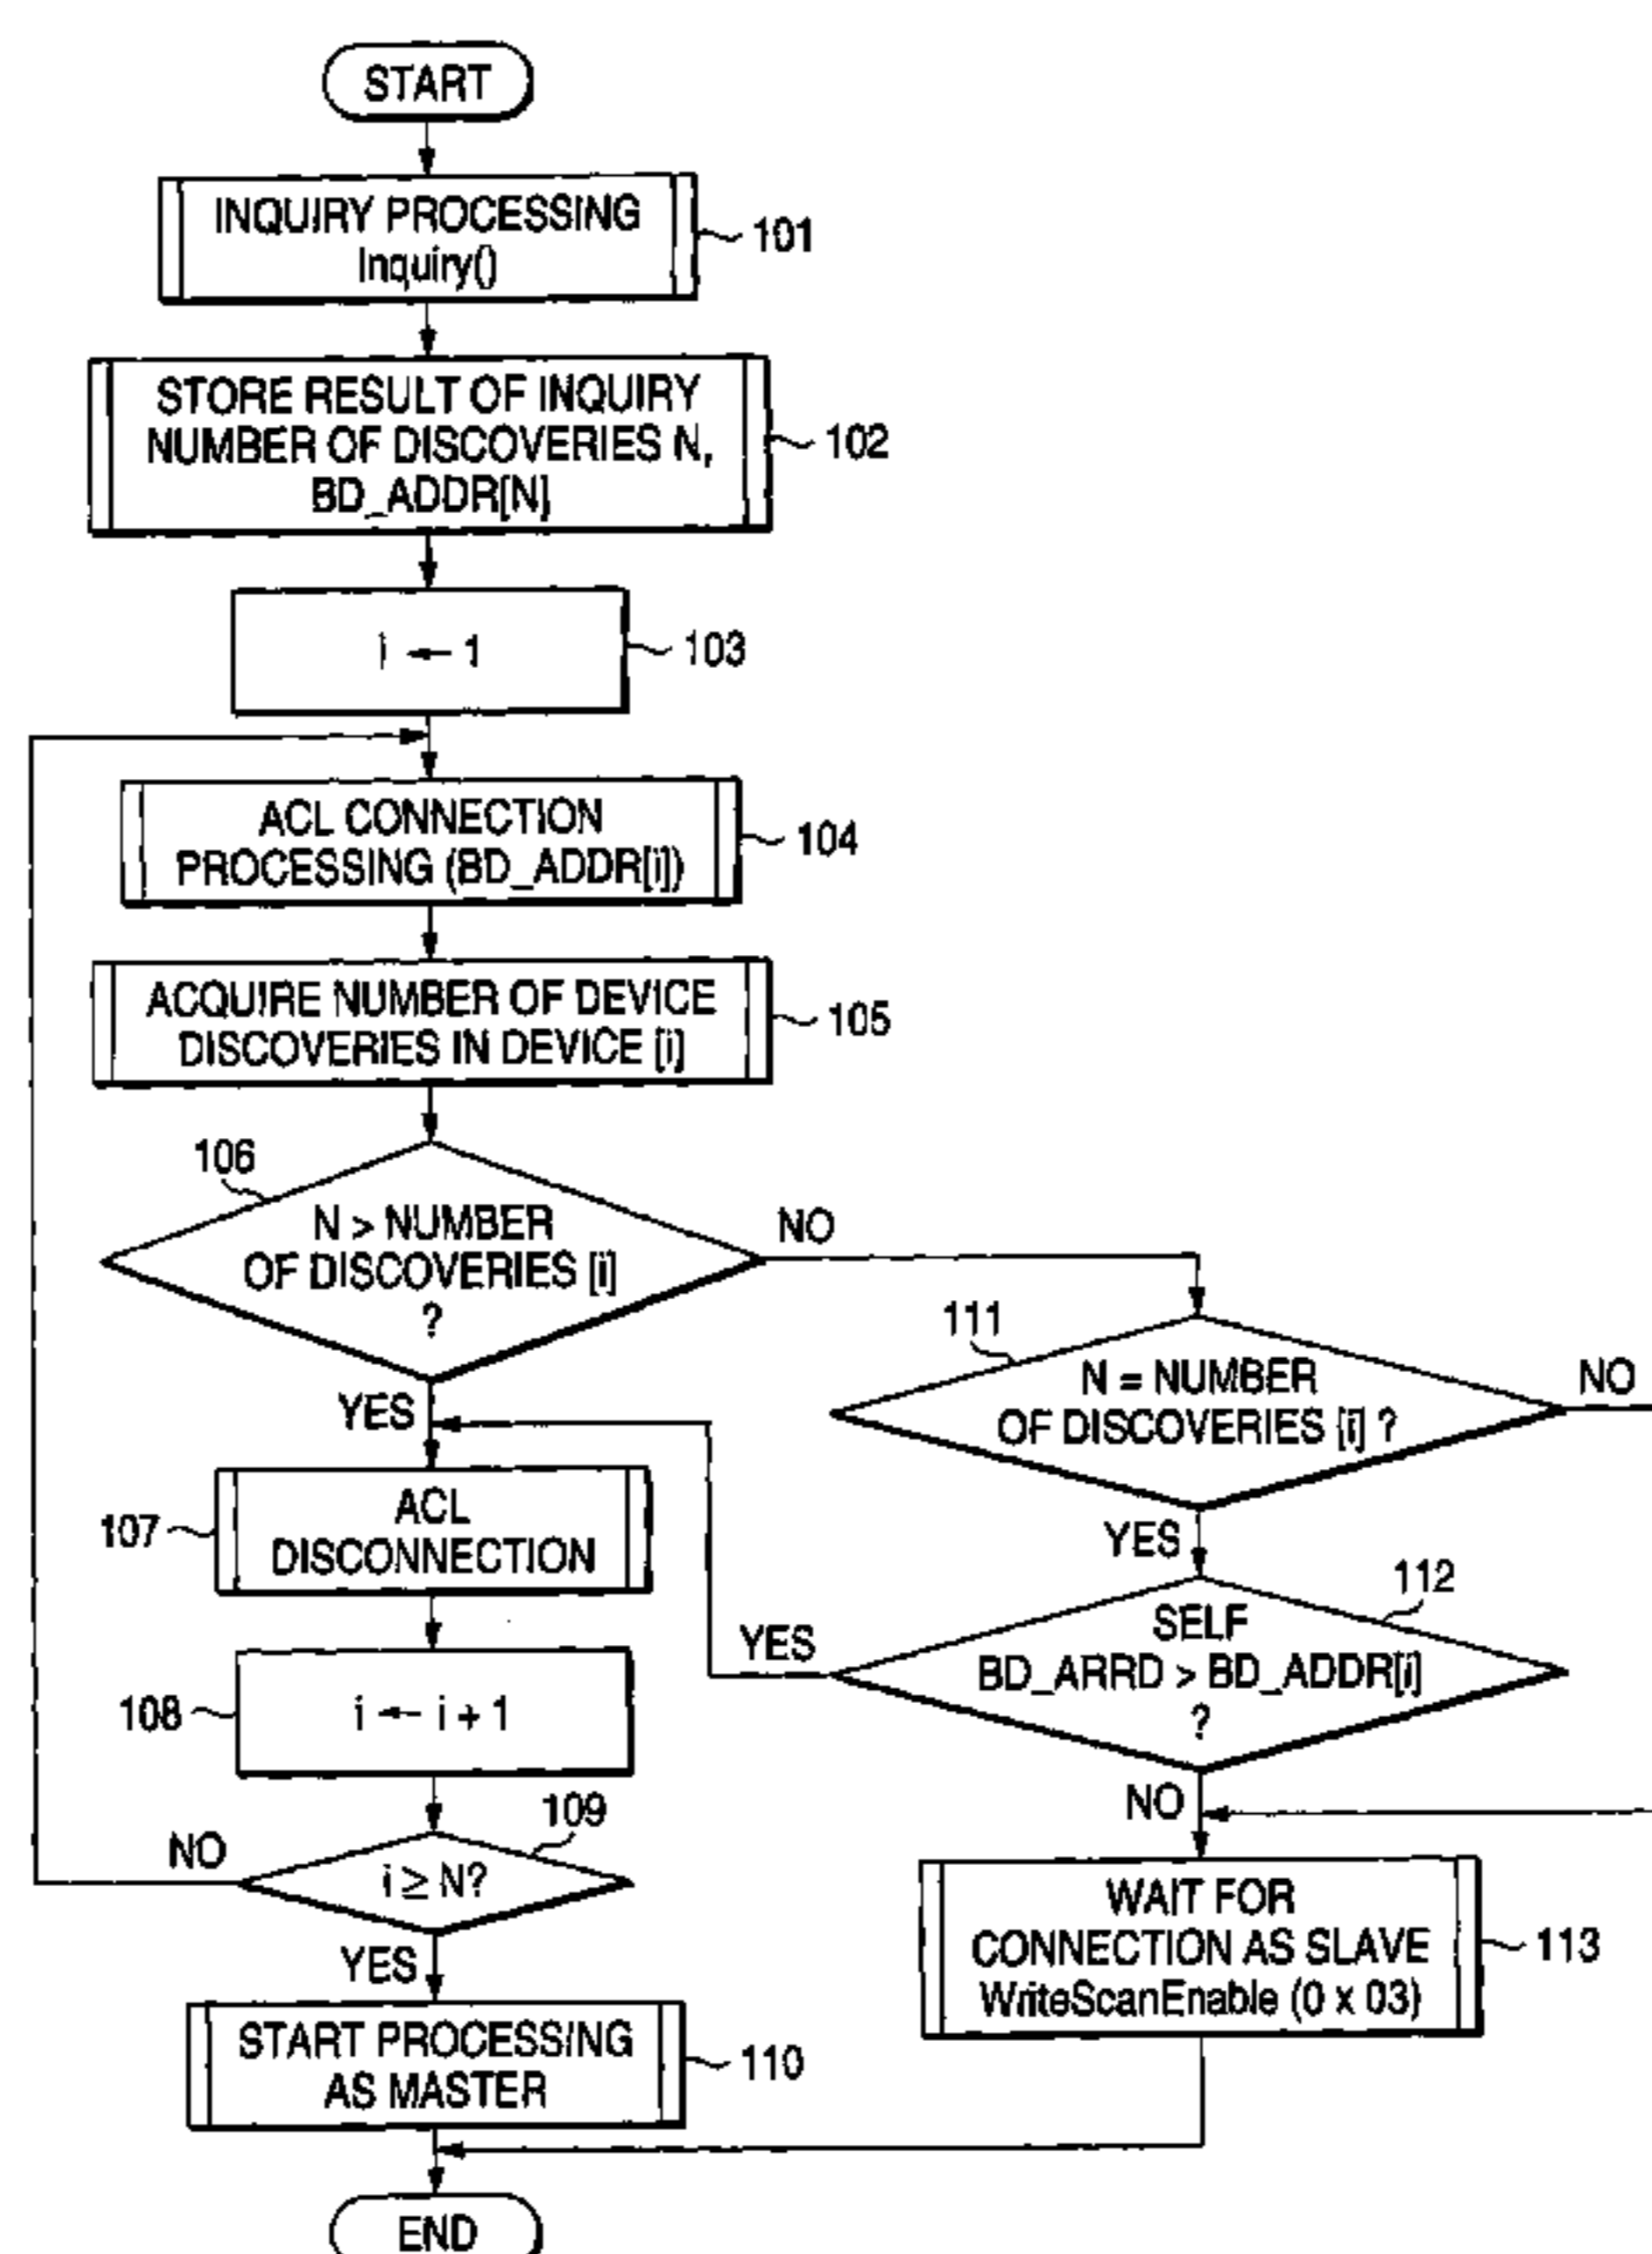 START
INQUIRY PROCESSING
Inquiry()
101
STORE RESULT OF INQUIRY
NUMBER OF DISCOVERIES N,
BD_ADDR[N]
102
i ← 1
103
ACL CONNECTION
PROCESSING (BD_ADDR[i])
104
ACQUIRE NUMBER OF DEVICE
DISCOVERIES IN DEVICE [i]
105
106
N > NUMBER
OF DISCOVERIES [i]
?
NO
YES
111
N = NUMBER
OF DISCOVERIES [i] ?
NO
YES
107
ACL
DISCONNECTION
112
SELF
BD_ARRD > BD_ADDR[i]
?
YES
NO
108
i ← i + 1
109
i ≥ N?
NO
YES
WAIT FOR
CONNECTION AS SLAVE
WriteScanEnable (0 x 03)
113
START PROCESSING
AS MASTER
110
END